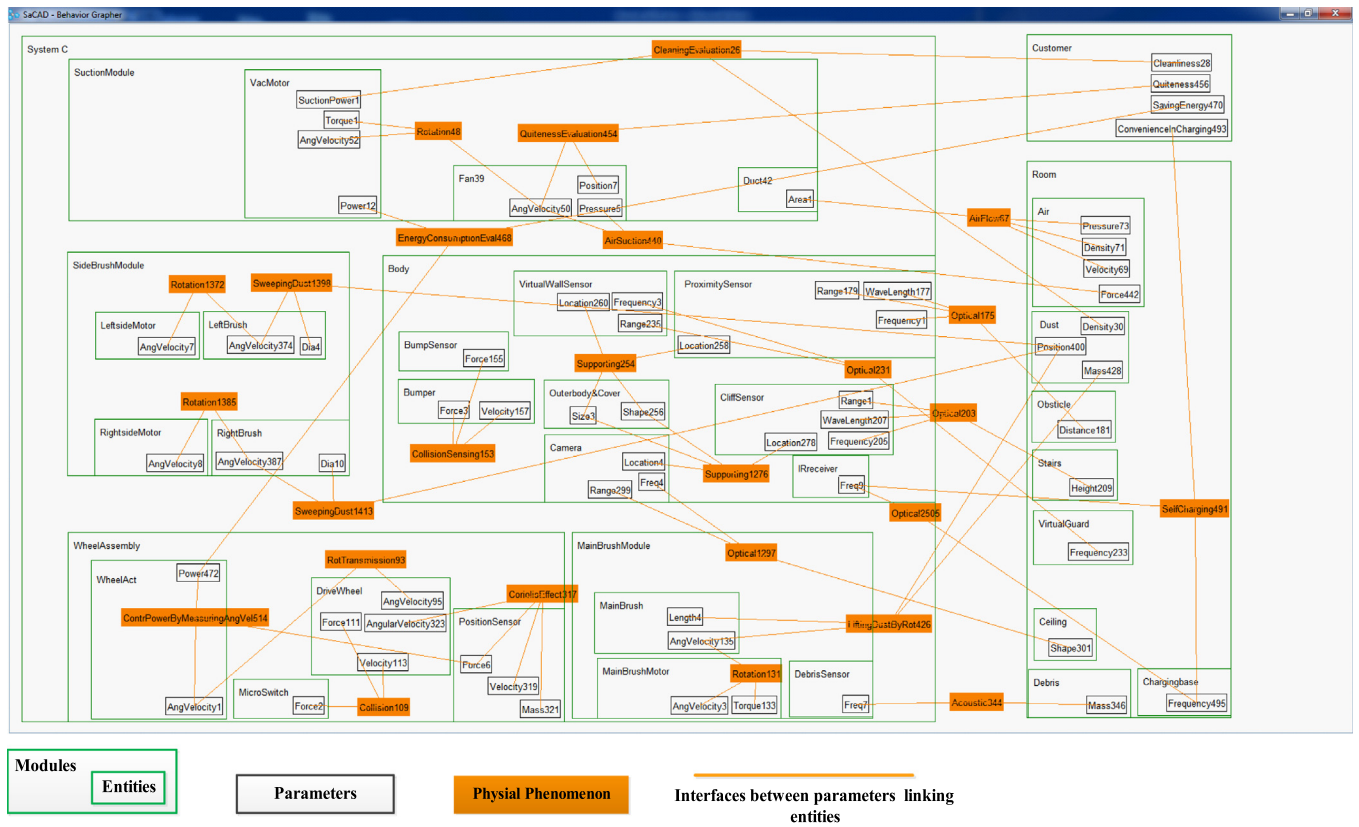 SaCAD - Behavior Grapher
System C
CleaningEvaluation26
Customer
SuctionModule
Cleanliness28
VacMotor
Quiteness456
SuctionPower1
SavingEnergy470
Torque1
Rotation48
QuitenessEvaluation454
ConvenienceInCharging493
AngVelocity52
Room
Fan39
Duct42
Position7
Area4
Air
Power12
AngVelocity50
Pressure5
AirFlow67
Pressure73
EnergyConsumptionEval468
AirSuction440
Density71
SideBrushModule
Body
Velocity69
Rotation1372
SweepingDust1398
VirtualWallSensor
ProximitySensor
Range179
WaveLength177
Force442
Location260
Frequency3
LeftsideMotor
LeftBrush
Range235
Frequency1
Optical175
Dust
Density30
AngVelocity7
AngVelocity374
Dia4
BumpSensor
Location258
Position400
Force155
Supporting254
Optical231
Mass428
Bumper
Outerbody&Cover
CliffSensor
Rotation1385
Force3
Velocity157
Size3
Shape256
Range1
Optical203
Obsticle
WaveLength207
Distance181
RightsideMotor
RightBrush
Camera
Location278
Frequency205
CollisionSensing153
AngVelocity8
AngVelocity387
Dia10
Location4
Supporting1276
IRreceiver
Stairs
Range299
Freq4
Freq9
Height209
SweepingDust1413
Optical2505
SelfCharging491
VirtualGuard
WheelAssembly
MainBrushModule
Optical1297
Frequency233
RotTransmission93
WheelAct
Power472
DriveWheel
AngVelocity95
CoriolisEffect317
MainBrush
ContrPowerByMeasuringAngVel514
Force111
AngularVelocity323
PositionSensor
Length4
LiftingDustByRot426
Ceiling
AngVelocity135
Shape301
Velocity113
Force6
MainBrushMotor
Rotation131
DebrisSensor
Velocity319
Debris
Chargingbase
MicroSwitch
AngVelocity1
Force2
Collision109
Mass321
AngVelocity3
Torque133
Freq7
Acoustic344
Mass346
Frequency495
Modules
Entities
Parameters
Physial Phenomenon
Interfaces between parameters linking
entities